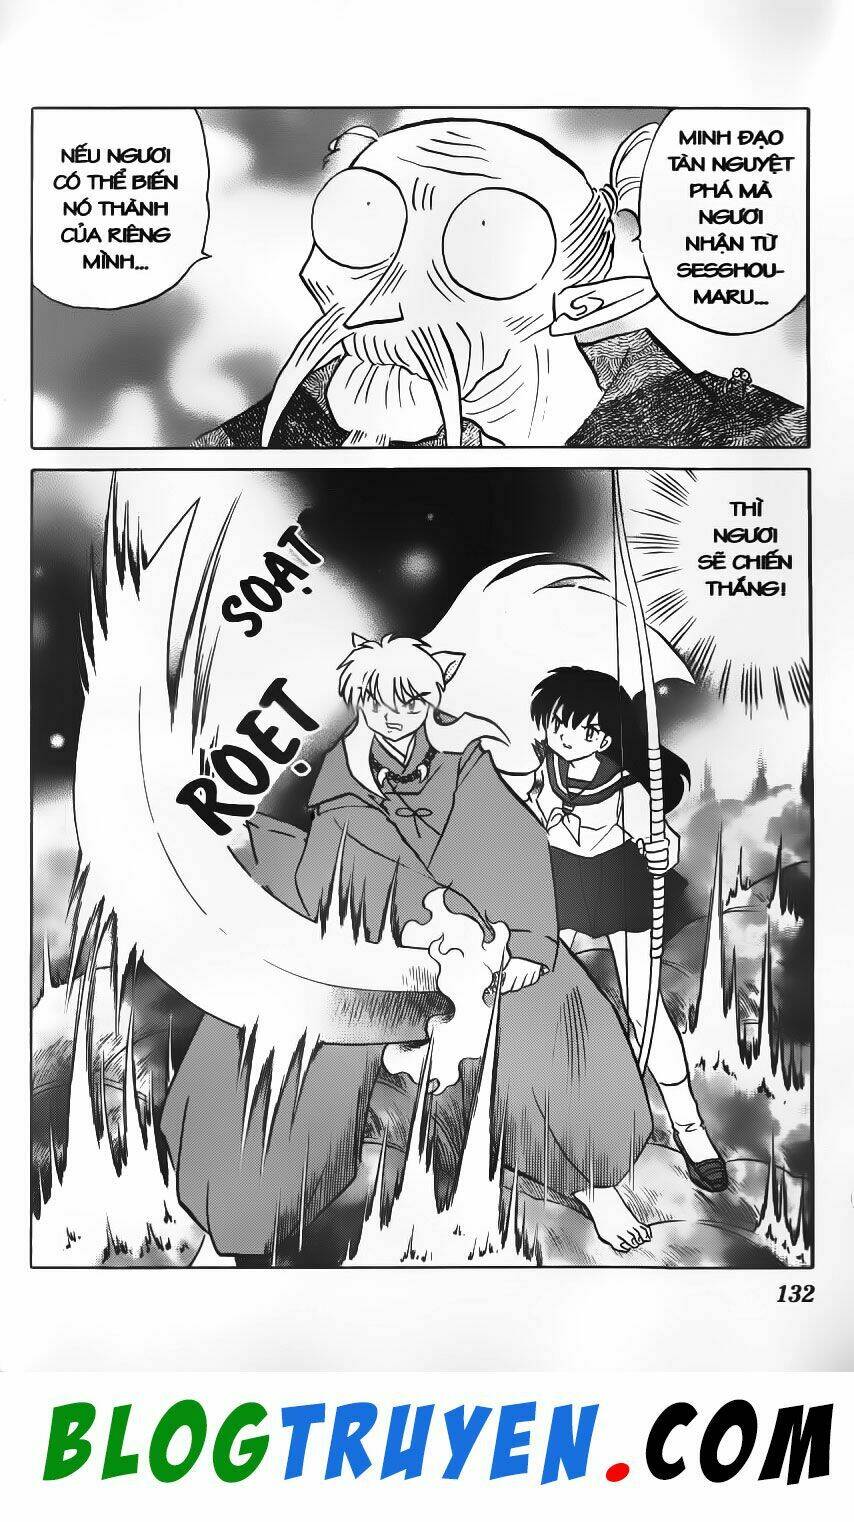 MINH ĐẠO
TÀN NGUYỆT
PHÁ MÀ
NGƯƠI
NHẬN TỪ
SESSHOU-
MARU...
NẾU NGƯƠI
CÓ THỂ BIẾN
NÓ THÀNH
CỦA RIÊNG
MÌNH...
THÌ
NGƯƠI
SẼ CHIẾN
THẮNG!
SOẠT
ROẸT
132
BLOGTRUYEN.COM